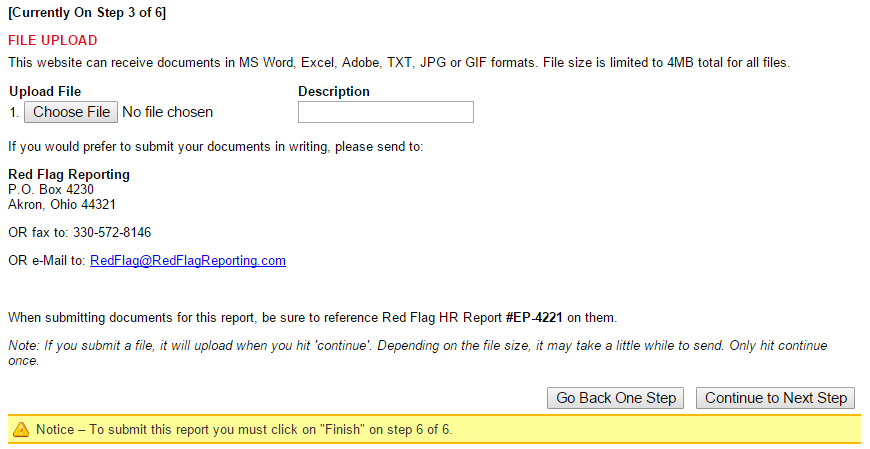 [Currently On Step 3 of 6]
FILE UPLOAD
This website can receive documents in MS Word, Excel, Adobe, TXT, JPG or GIF formats. File size is limited to 4MB total for all files.
Upload File Description
1. Choose File No file chosen
If you would prefer to submit your documents in writing, please send to:
Red Flag Reporting
P.O. Box 4230
Akron, Ohio 44321
OR fax to: 330-572-8146
OR e-Mail to: RedFlag@RedFlagReporting.com
When submitting documents for this report, be sure to reference Red Flag HR Report #EP-4221 on them.
Note: If you submit a file, it will upload when you hit 'continue'. Depending on the file size, it may take a little while to send. Only hit continue
once.
Go Back One Step Continue to Next Step
Notice – To submit this report you must click on "Finish" on step 6 of 6.